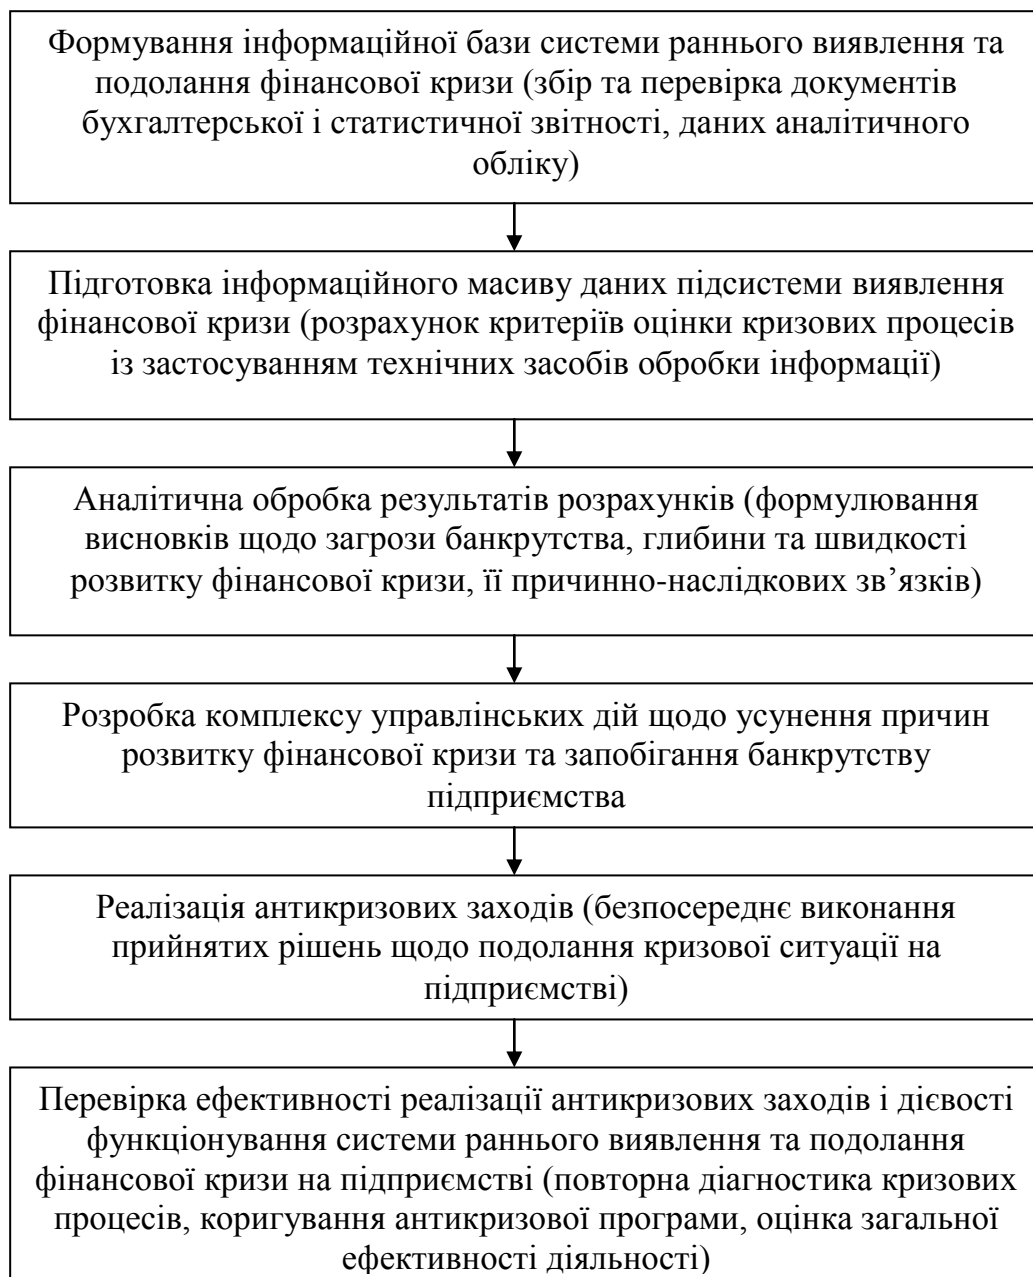 Формування інформаційної бази системи раннього виявлення та
подолання фінансової кризи (збір та перевірка документів
бухгалтерської і статистичної звітності, даних аналітичного
обліку)
Підготовка інформаційного масиву даних підсистеми виявлення
фінансової кризи (розрахунок критеріїв оцінки кризових процесів
із застосуванням технічних засобів обробки інформації)
Аналітична обробка результатів розрахунків (формулювання
висновків щодо загрози банкрутства, глибини та швидкості
розвитку фінансової кризи, її причинно-наслідкових зв’язків)
Розробка комплексу управлінських дій щодо усунення причин
розвитку фінансової кризи та запобігання банкрутству
підприємства
Реалізація антикризових заходів (безпосереднє виконання
прийнятих рішень щодо подолання кризової ситуації на
підприємстві)
Перевірка ефективності реалізації антикризових заходів і дієвості
функціонування системи раннього виявлення та подолання
фінансової кризи на підприємстві (повторна діагностика кризових
процесів, коригування антикризової програми, оцінка загальної
ефективності діяльності)